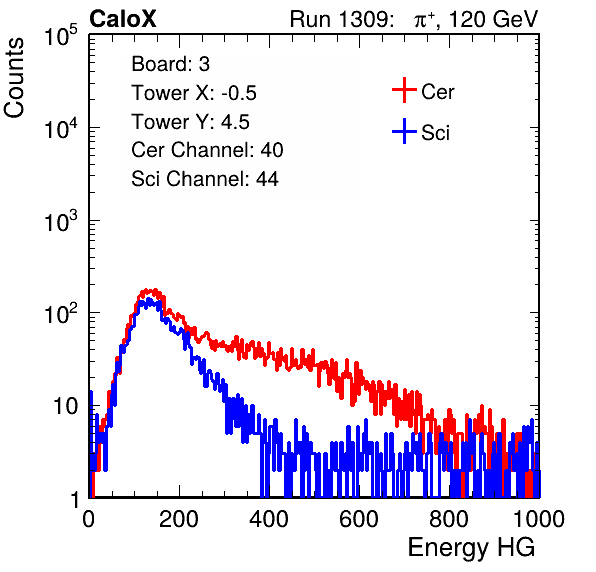 CaloX Run 1309: π⁺, 120 GeV
Counts
10⁵
10⁴
10³
10²
10
1
Board: 3
Tower X: -0.5
Tower Y: 4.5
Cer Channel: 40
Sci Channel: 44
Cer
Sci
0 200 400 600 800 1000
Energy HG